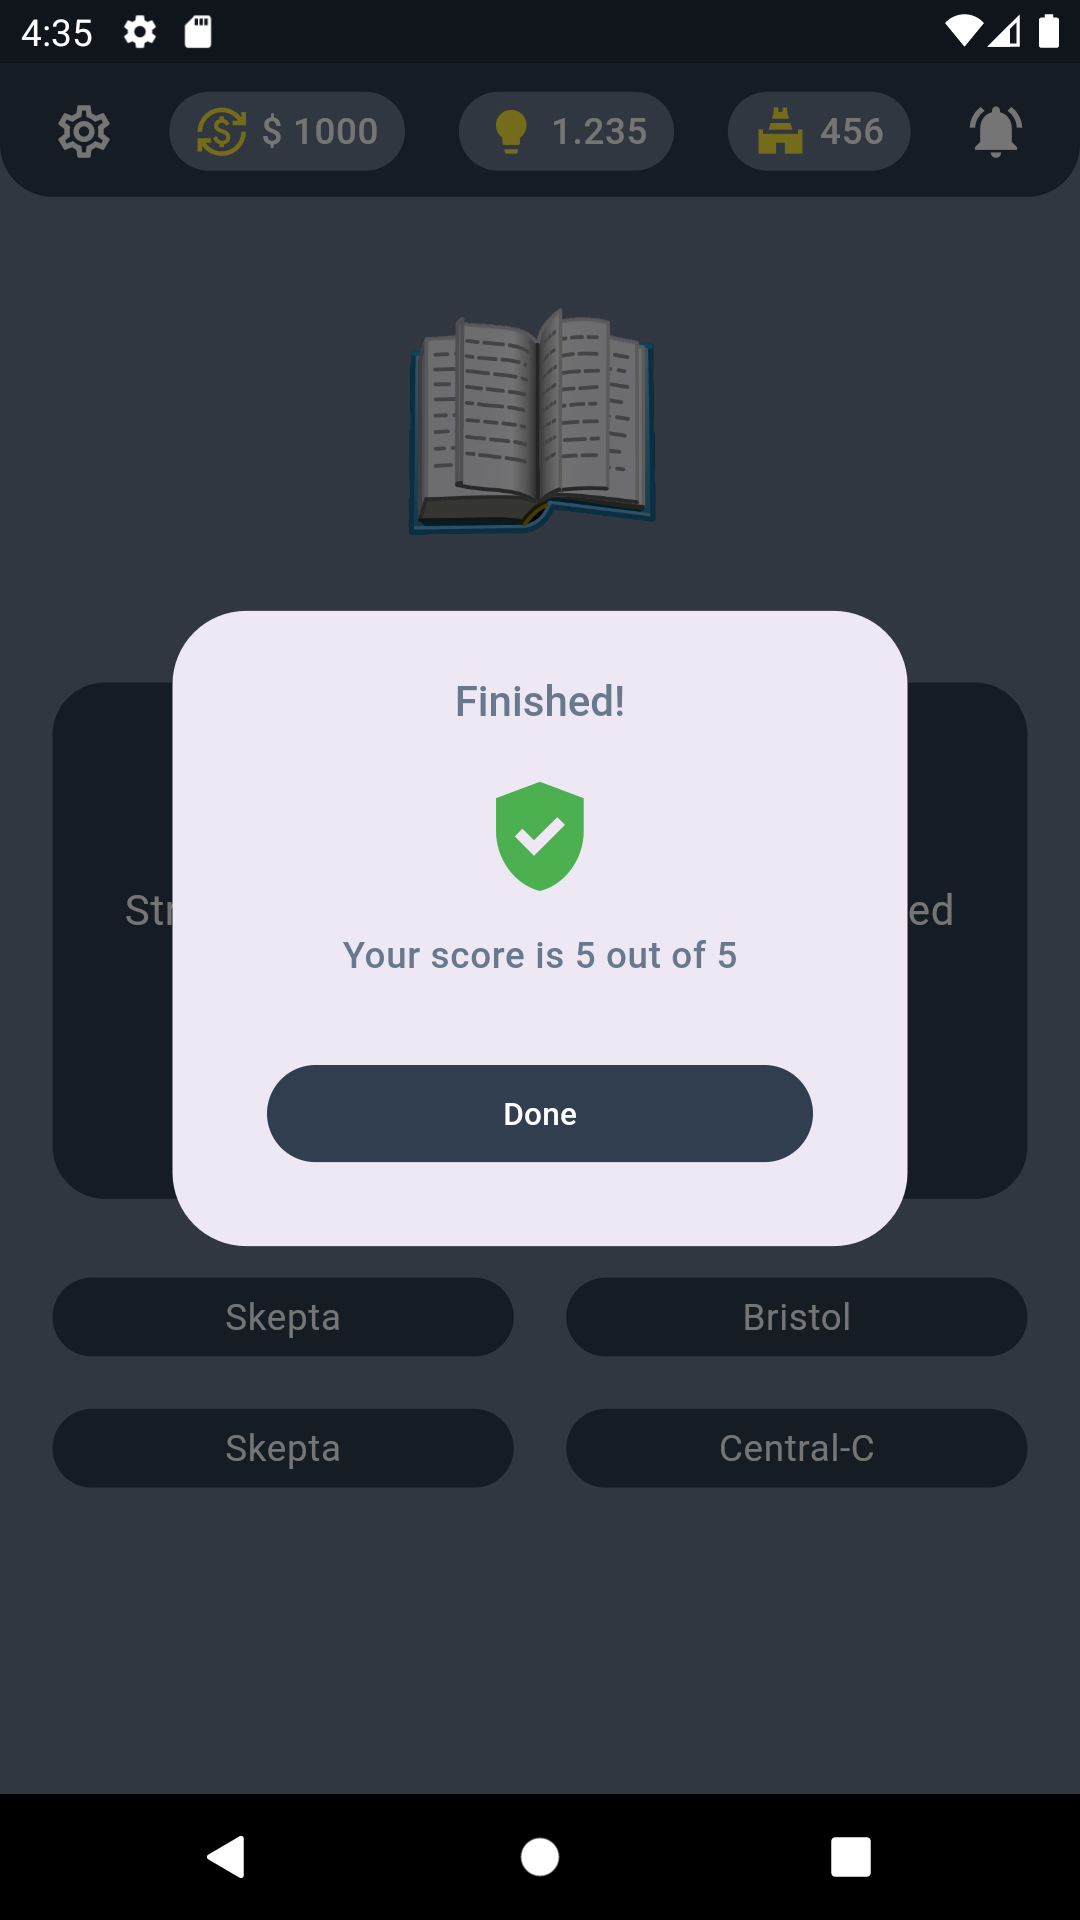 4:35
$ 1000 1.235 456
Finished!
ed
Your score is 5 out of 5
Done
Skepta Bristol
Skepta Central-C